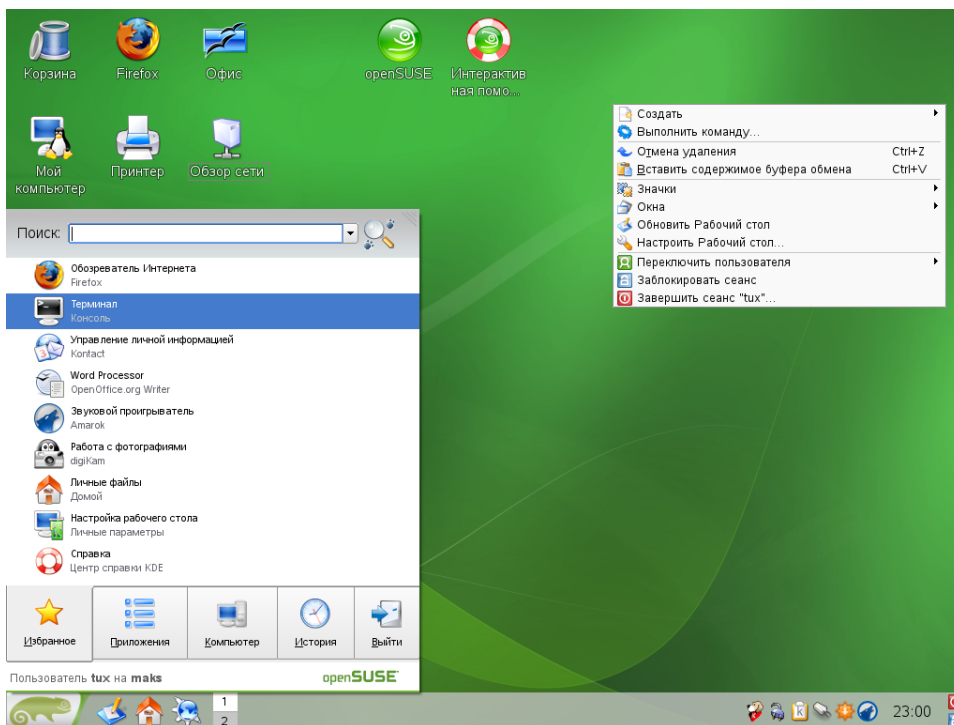 Корзина
Firefox
Офис
openSUSE
Интерактив
ная помо...
Мой
компьютер
Принтер
Обзор сети
Создать
Выполнить команду...
Отмена удаления Ctrl+Z
Вставить содержимое буфера обмена Ctrl+V
Значки
Окна
Обновить Рабочий стол
Настроить Рабочий стол...
Переключить пользователя
Заблокировать сеанс
Завершить сеанс "tux"...
Поиск:
Обозреватель Интернета
Firefox
Терминал
Консоль
Управление личной информацией
Kontact
Word Processor
OpenOffice.org Writer
Звуковой проигрыватель
Amarok
Работа с фотографиями
digiKam
Личные файлы
Домой
Настройка рабочего стола
Личные параметры
Справка
Центр справки KDE
Избранное
Приложения
Компьютер
История
Выйти
Пользователь tux на maks
openSUSE
1
2
23:00